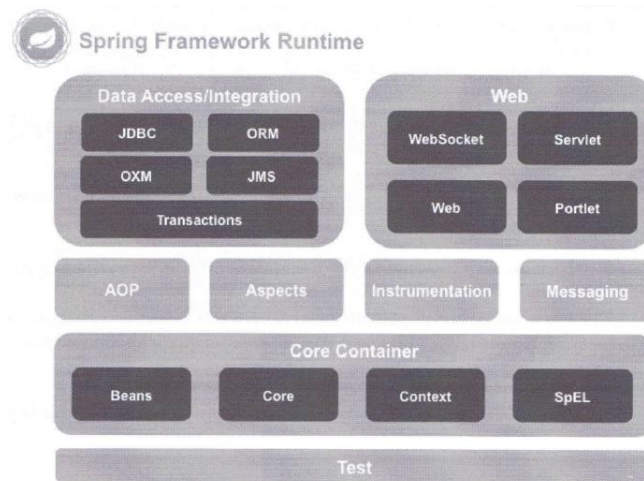 Spring Framework Runtime
Data Access/Integration
JDBC ORM
OXM JMS
Transactions
Web
WebSocket Servlet
Web Portlet
AOP Aspects Instrumentation Messaging
Core Container
Beans Core Context SpEL
Test